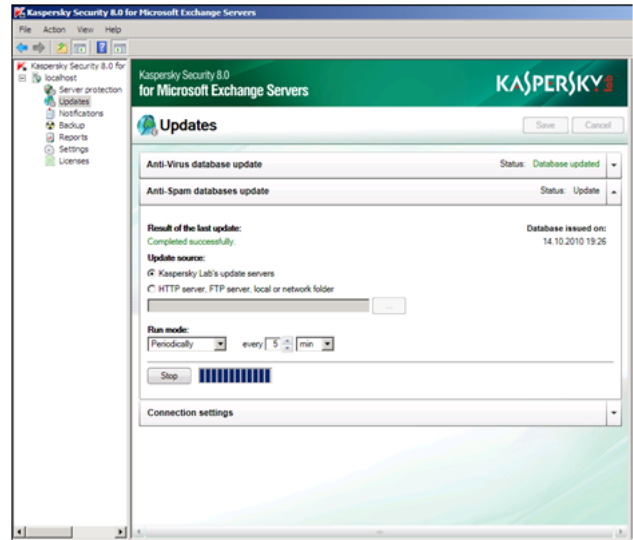 Kaspersky Security 8.0 for Microsoft Exchange Servers
File Action View Help
Kaspersky Security 8.0 for
localhost
Server protection
Updates
Notifications
Backup
Reports
Settings
Licenses
Kaspersky Security 8.0
for Microsoft Exchange Servers
KASPERSKY lab
Updates
Save Cancel
Anti-Virus database update Status: Database updated
Anti-Spam databases update Status: Update
Result of the last update: Database issued on:
Completed successfully. 14.10.2010 19:26
Update source:
Kaspersky Lab's update servers
HTTP server, FTP server, local or network folder
...
Run mode:
Periodically every 5 min
Stop
Connection settings